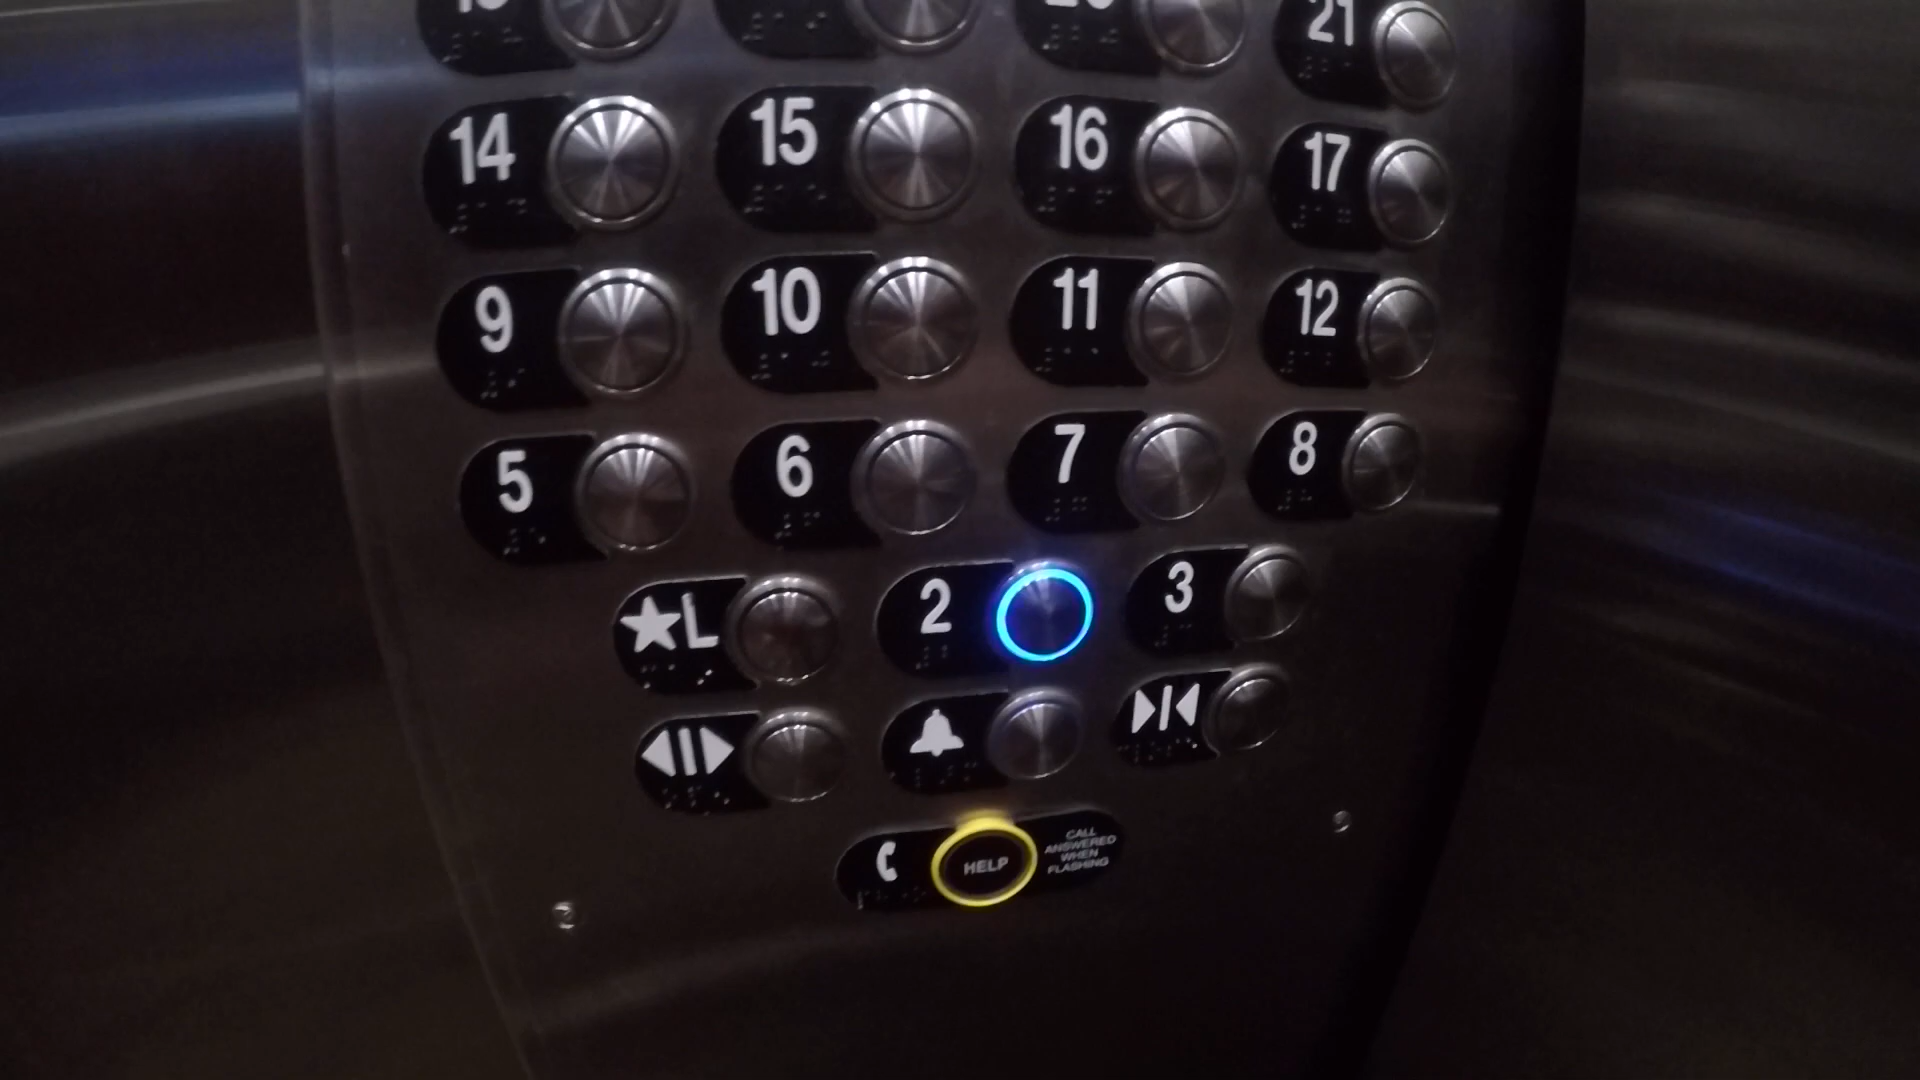 21
14 15 16 17
9 10 11 12
5 6 7 8
★L 2 3
HELP
CALL
ANSWERED
WHEN
FLASHING